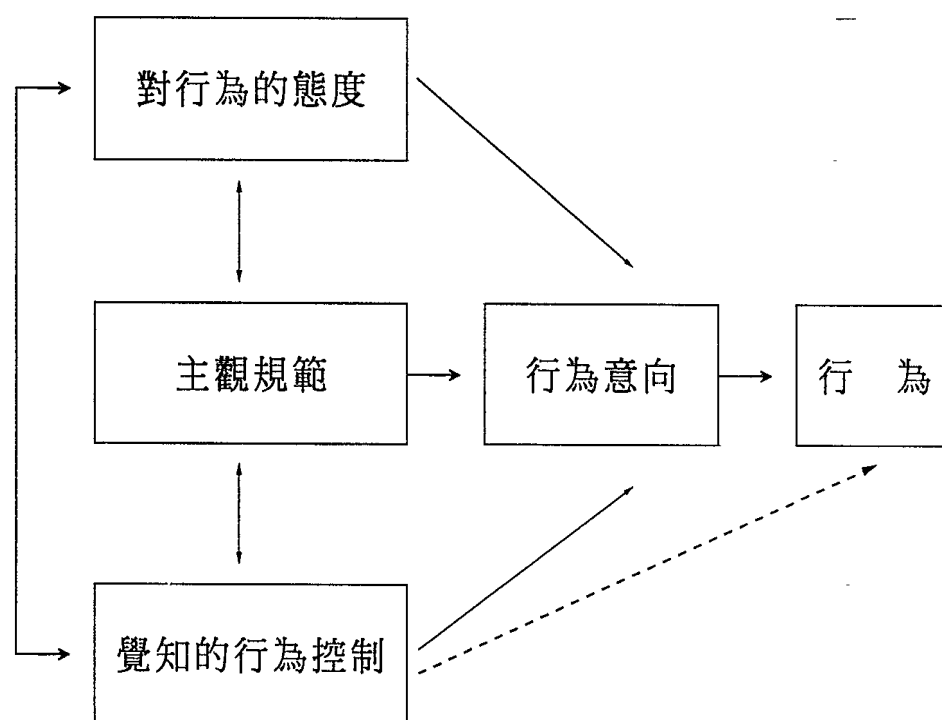 對行為的態度
主觀規範
行為意向
行 為
覺知的行為控制